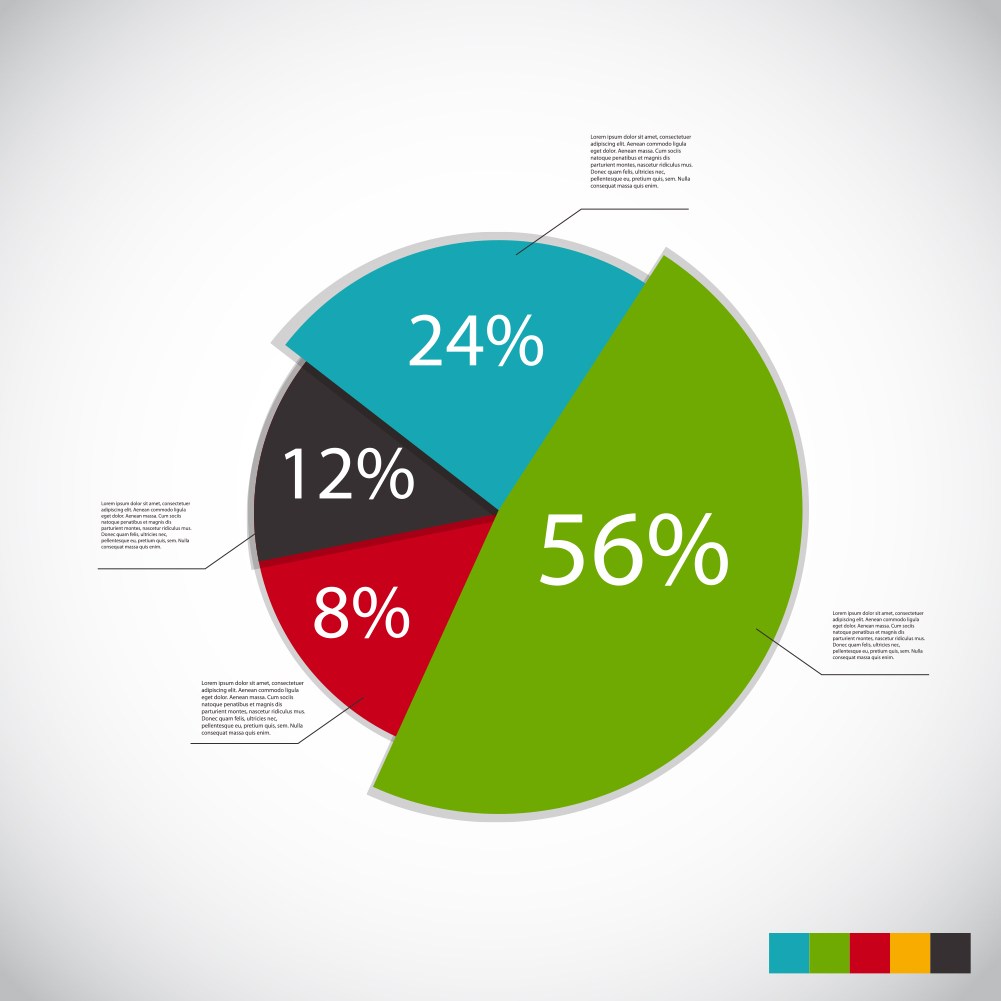 Lorem ipsum dolor sit amet, consectetuer
adipiscing elit. Aenean commodo ligula
eget dolor. Aenean massa. Cum sociis
natoque penatibus et magnis dis
parturient montes, nascetur ridiculus mus.
Donec quam felis, ultricies nec,
pellentesque eu, pretium quis, sem. Nulla
consequat massa quis enim.
24%
12%
56%
8%
Lorem ipsum dolor sit amet, consectetuer
adipiscing elit. Aenean commodo ligula
eget dolor. Aenean massa. Cum sociis
natoque penatibus et magnis dis
parturient montes, nascetur ridiculus mus.
Donec quam felis, ultricies nec,
pellentesque eu, pretium quis, sem. Nulla
consequat massa quis enim.
Lorem ipsum dolor sit amet, consectetuer
adipiscing elit. Aenean commodo ligula
eget dolor. Aenean massa. Cum sociis
natoque penatibus et magnis dis
parturient montes, nascetur ridiculus mus.
Donec quam felis, ultricies nec,
pellentesque eu, pretium quis, sem. Nulla
consequat massa quis enim.
Lorem ipsum dolor sit amet, consectetuer
adipiscing elit. Aenean commodo ligula
eget dolor. Aenean massa. Cum sociis
natoque penatibus et magnis dis
parturient montes, nascetur ridiculus mus.
Donec quam felis, ultricies nec,
pellentesque eu, pretium quis, sem. Nulla
consequat massa quis enim.